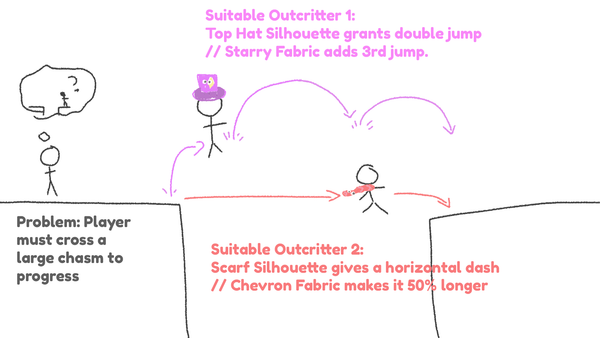 Suitable Outcritter 1:
Top Hat Silhouette grants double jump
// Starry Fabric adds 3rd jump.
Problem: Player
must cross a
large chasm to
progress
Suitable Outcritter 2:
Scarf Silhouette gives a horizontal dash
// Chevron Fabric makes it 50% longer